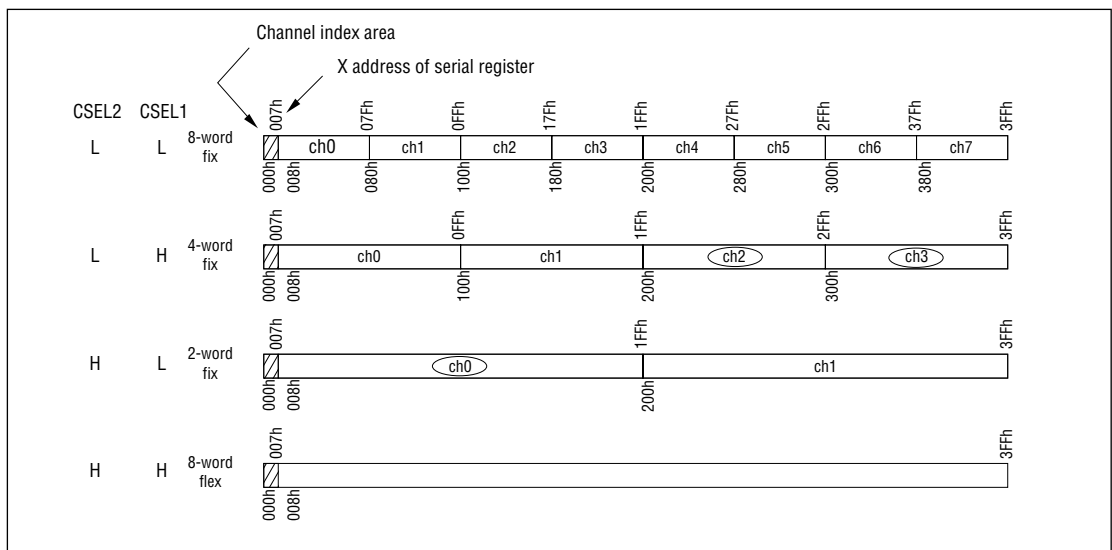 Channel index area
X address of serial register
CSEL2 CSEL1
007h 07Fh 0FFh 17Fh 1FFh 27Fh 2FFh 37Fh 3FFh
L L 8-word fix ch0 ch1 ch2 ch3 ch4 ch5 ch6 ch7
000h 008h 080h 100h 180h 200h 280h 300h 380h
007h 0FFh 1FFh 2FFh 3FFh
L H 4-word fix ch0 ch1 ch2 ch3
000h 008h 100h 200h 300h
007h 1FFh 3FFh
H L 2-word fix ch0 ch1
000h 008h 200h
007h 3FFh
H H 8-word flex
000h 008h